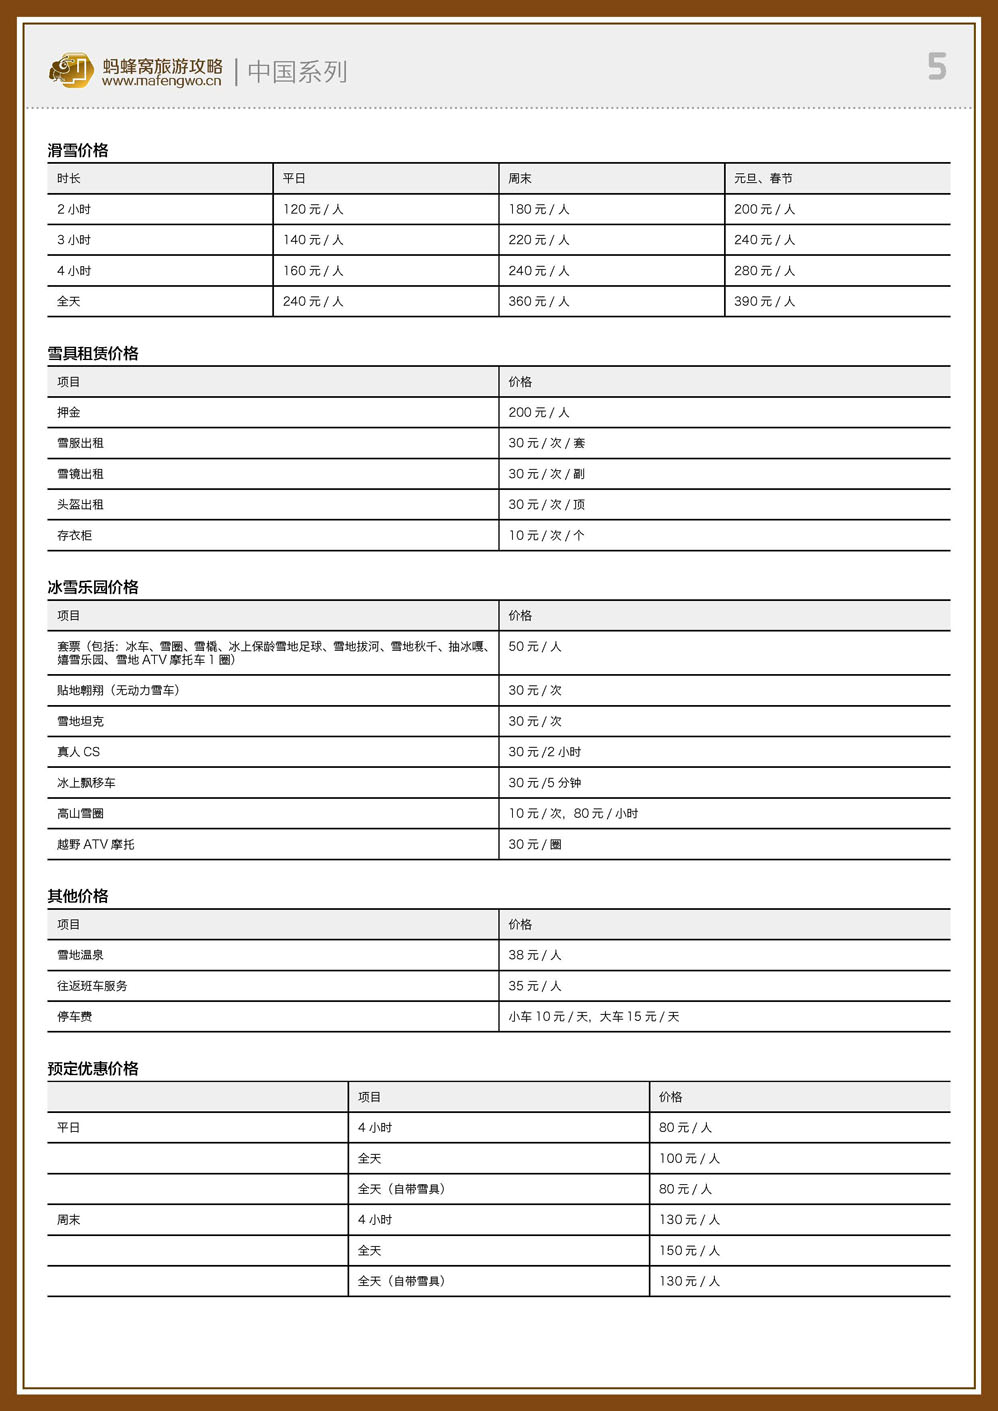 蚂蜂窝旅游攻略
www.mafengwo.cn
中国系列
5
滑雪价格
时长 平日 周末 元旦、春节
2 小时 120 元 / 人 180 元 / 人 200 元 / 人
3 小时 140 元 / 人 220 元 / 人 240 元 / 人
4 小时 160 元 / 人 240 元 / 人 280 元 / 人
全天 240 元 / 人 360 元 / 人 390 元 / 人
雪具租赁价格
项目 价格
押金 200 元 / 人
雪服出租 30 元 / 次 / 套
雪镜出租 30 元 / 次 / 副
头盔出租 30 元 / 次 / 顶
存衣柜 10 元 / 次 / 个
冰雪乐园价格
项目 价格
套票（包括：冰车、雪圈、雪橇、冰上保龄雪地足球、雪地拔河、雪地秋千、抽冰嘎、 50 元 / 人
嬉雪乐园、雪地 ATV 摩托车 1 圈）
贴地翱翔（无动力雪车） 30 元 / 次
雪地坦克 30 元 / 次
真人 CS 30 元 /2 小时
冰上飘移车 30 元 /5 分钟
高山雪圈 10 元 / 次，80 元 / 小时
越野 ATV 摩托 30 元 / 圈
其他价格
项目 价格
雪地温泉 38 元 / 人
往返班车服务 35 元 / 人
停车费 小车 10 元 / 天，大车 15 元 / 天
预定优惠价格
项目 价格
平日 4 小时 80 元 / 人
全天 100 元 / 人
全天（自带雪具） 80 元 / 人
周末 4 小时 130 元 / 人
全天 150 元 / 人
全天（自带雪具） 130 元 / 人